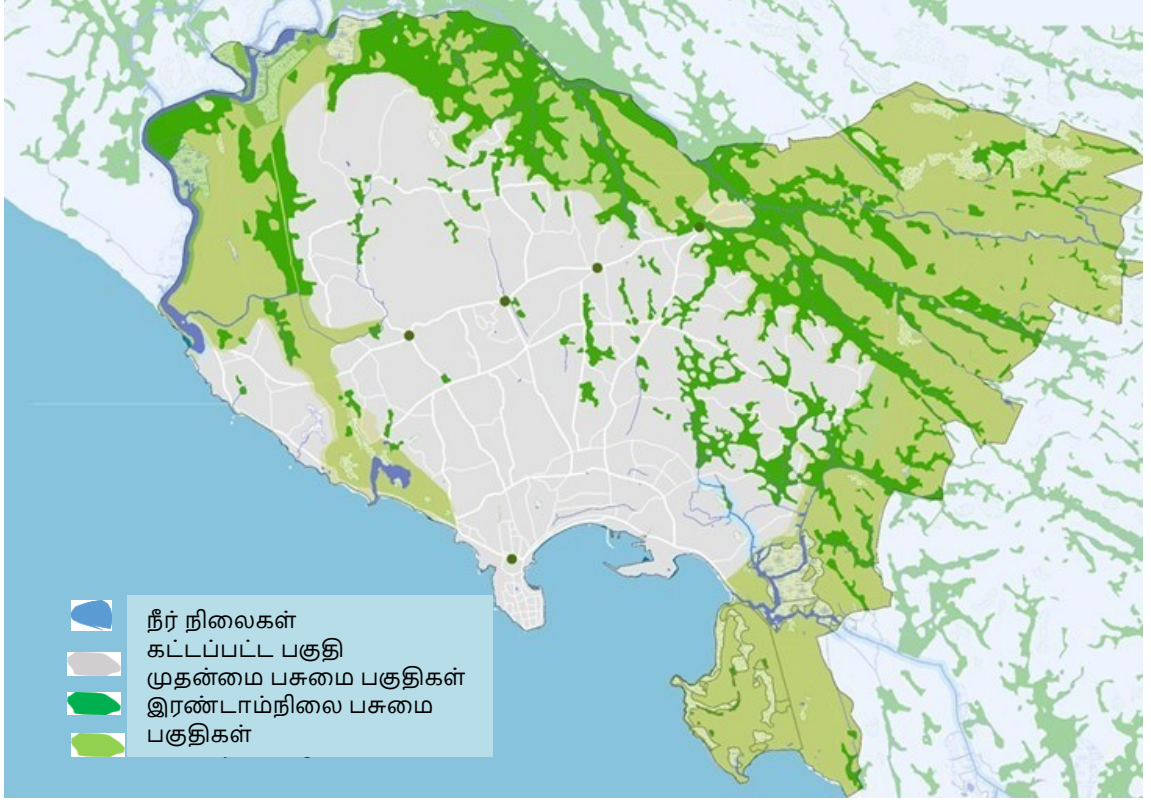 நீர் நிலைகள்
கட்டப்பட்ட பகுதி
முதன்மை பசுமை பகுதிகள்
இரண்டாம்நிலை பசுமை
பகுதிகள்